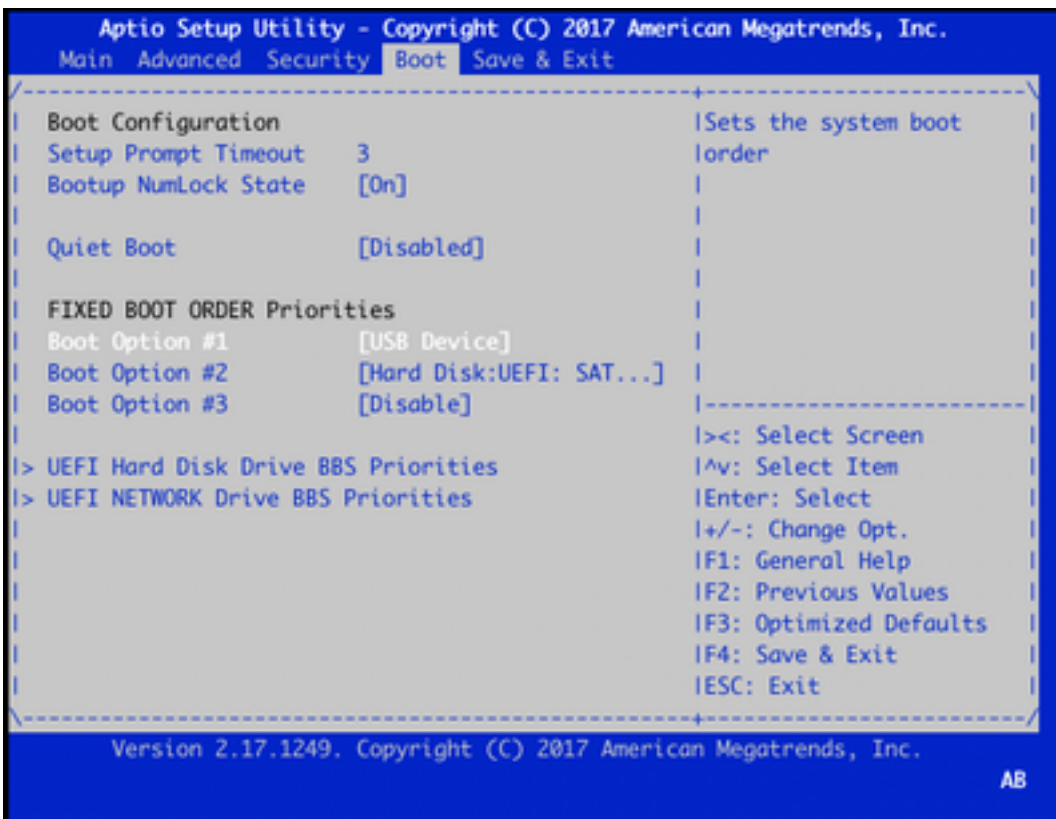 Aptio Setup Utility - Copyright (C) 2017 American Megatrends, Inc.
Main Advanced Security Boot Save & Exit
Boot Configuration
Setup Prompt Timeout 3
Bootup NumLock State [On]
Quiet Boot [Disabled]
FIXED BOOT ORDER Priorities
Boot Option #1 [USB Device]
Boot Option #2 [Hard Disk:UEFI: SAT...]
Boot Option #3 [Disable]
> UEFI Hard Disk Drive BBS Priorities
> UEFI NETWORK Drive BBS Priorities
Sets the system boot
order
><: Select Screen
^v: Select Item
Enter: Select
+/-: Change Opt.
F1: General Help
F2: Previous Values
F3: Optimized Defaults
F4: Save & Exit
ESC: Exit
Version 2.17.1249. Copyright (C) 2017 American Megatrends, Inc.
AB